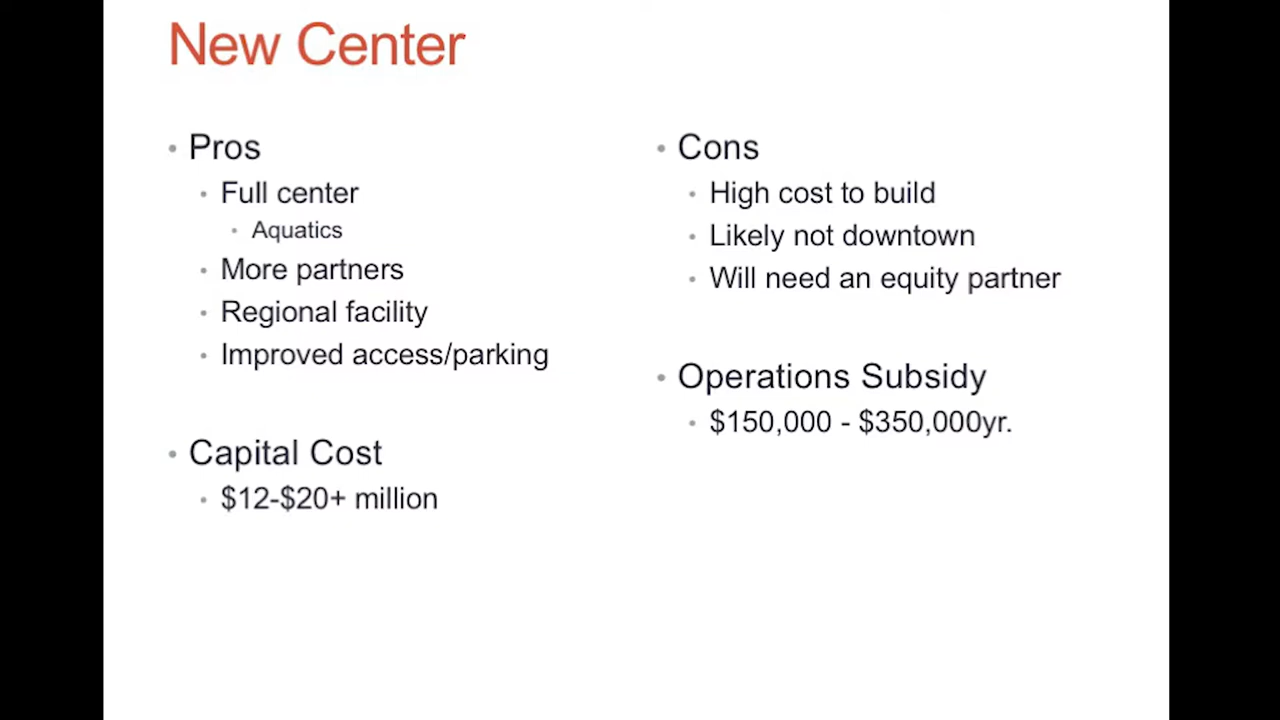 New Center
• Pros
• Full center
• Aquatics
• More partners
• Regional facility
• Improved access/parking
• Capital Cost
• $12-$20+ million
• Cons
• High cost to build
• Likely not downtown
• Will need an equity partner
• Operations Subsidy
• $150,000 - $350,000yr.